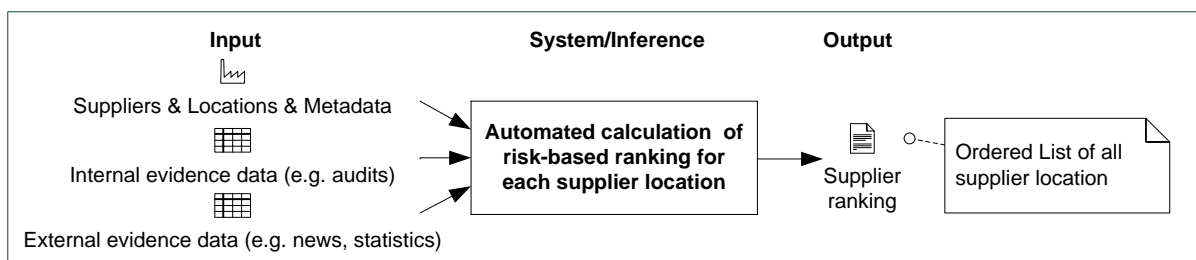 Input
System/Inference
Output
Suppliers & Locations & Metadata
Internal evidence data (e.g. audits)
External evidence data (e.g. news, statistics)
Automated calculation of
risk-based ranking for
each supplier location
Supplier
ranking
Ordered List of all
supplier location